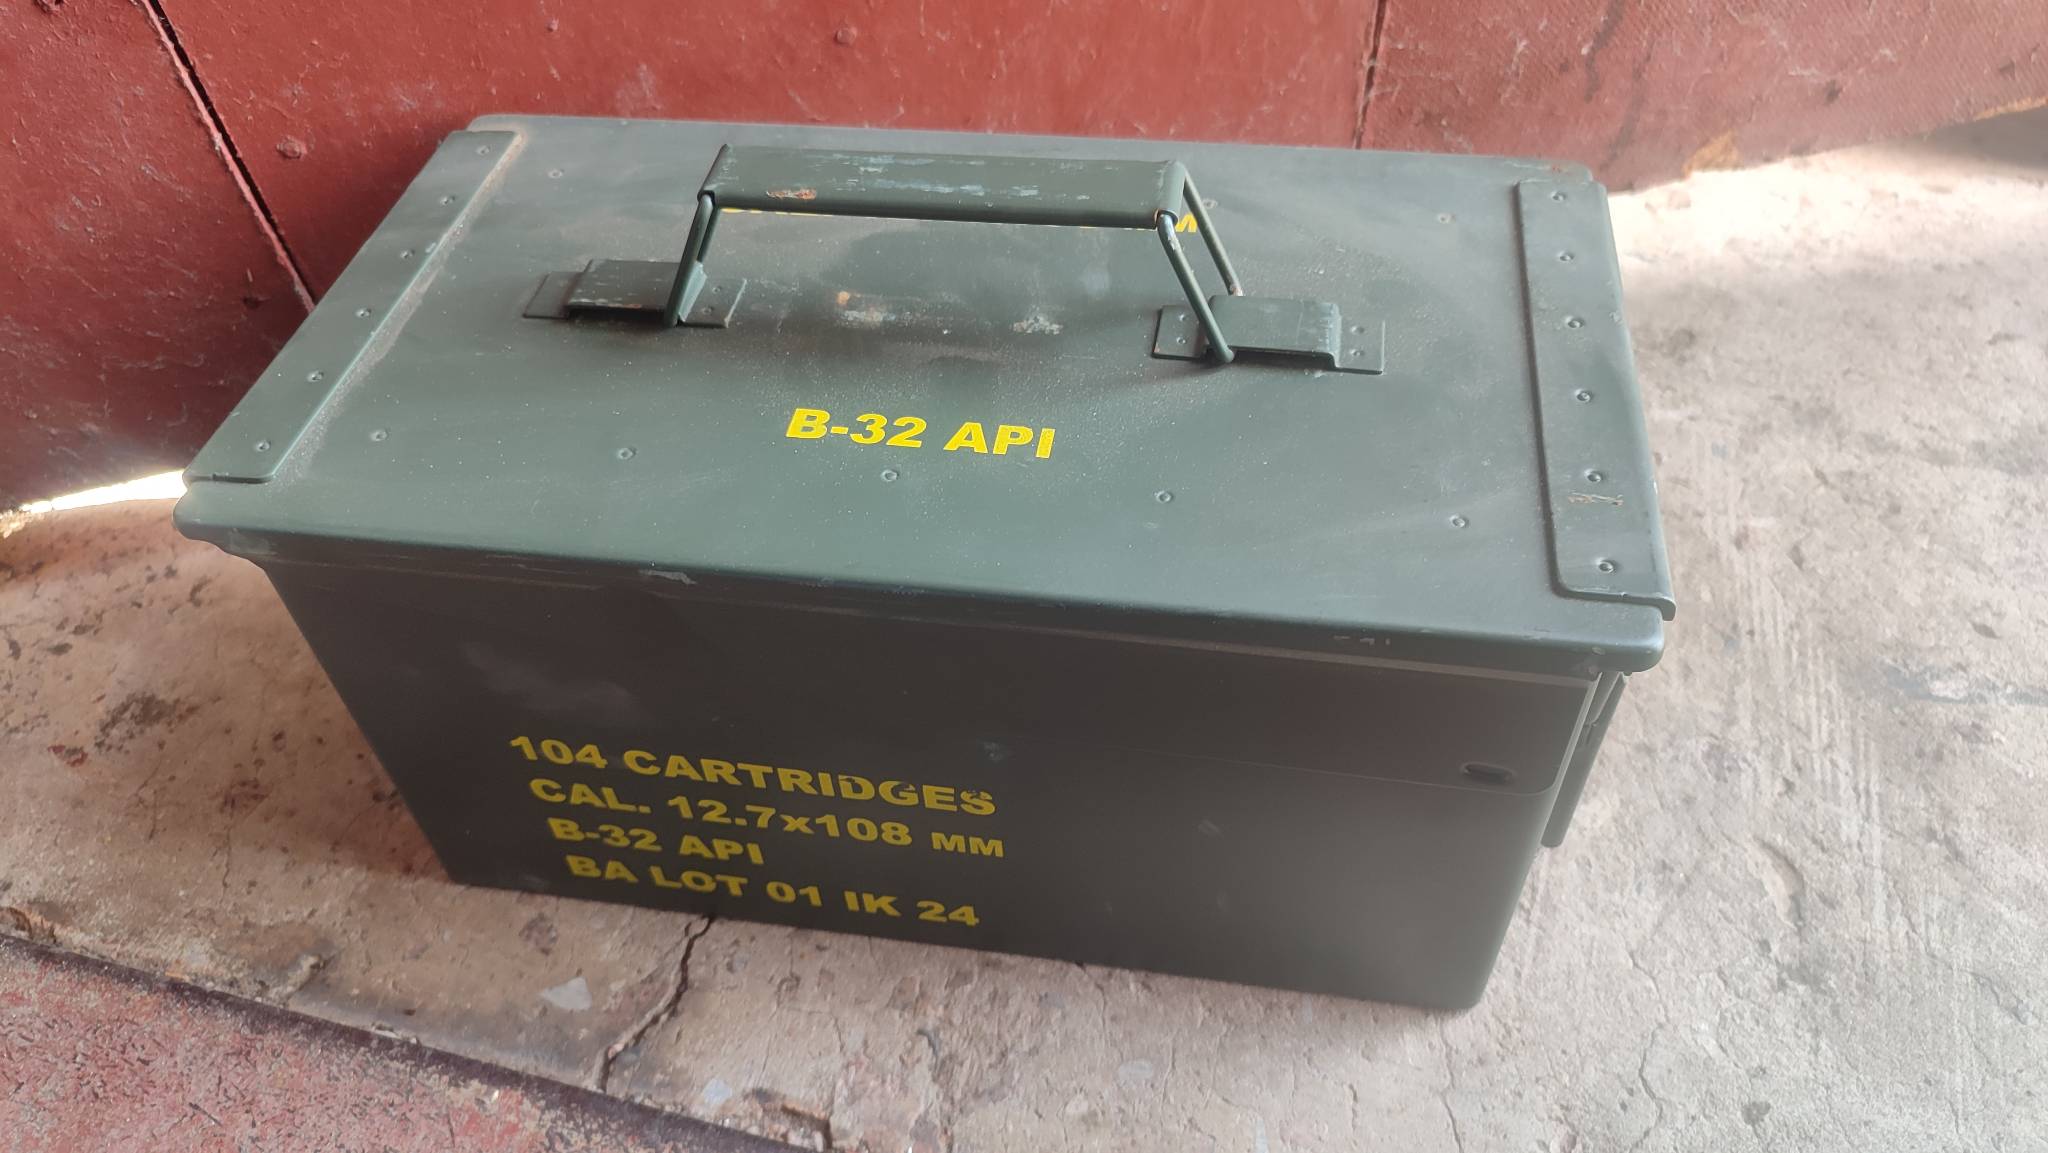 B-32 API
104 CARTRIDGES
CAL. 12.7x108 MM
B-32 API
BA LOT 01 IK 24